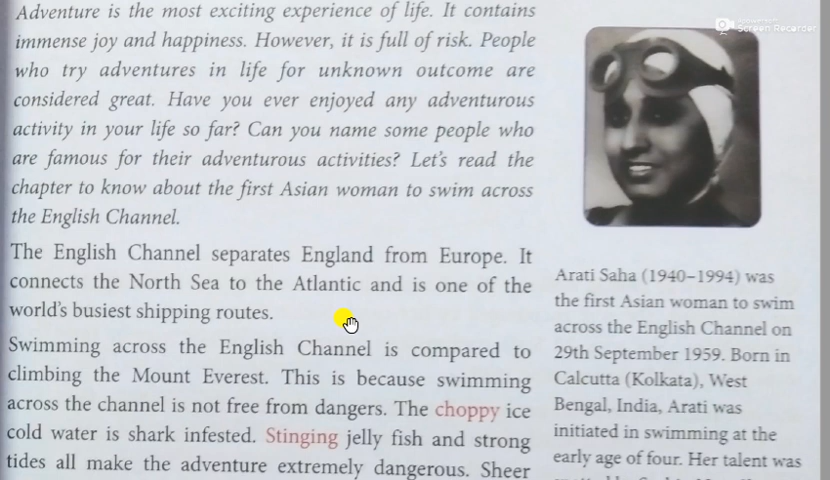 Adventure is the most exciting experience of life. It contains
immense joy and happiness. However, it is full of risk. People
who try adventures in life for unknown outcome are
considered great. Have you ever enjoyed any adventurous
activity in your life so far? Can you name some people who
are famous for their adventurous activities? Let's read the
chapter to know about the first Asian woman to swim across
the English Channel.
The English Channel separates England from Europe. It
connects the North Sea to the Atlantic and is one of the
world's busiest shipping routes.
Swimming across the English Channel is compared to
climbing the Mount Everest. This is because swimming
across the channel is not free from dangers. The choppy ice
cold water is shark infested. Stinging jelly fish and strong
tides all make the adventure extremely dangerous. Sheer
Screen Recorder
Arati Saha (1940–1994) was
the first Asian woman to swim
across the English Channel on
29th September 1959. Born in
Calcutta (Kolkata), West
Bengal, India, Arati was
initiated in swimming at the
early age of four. Her talent was